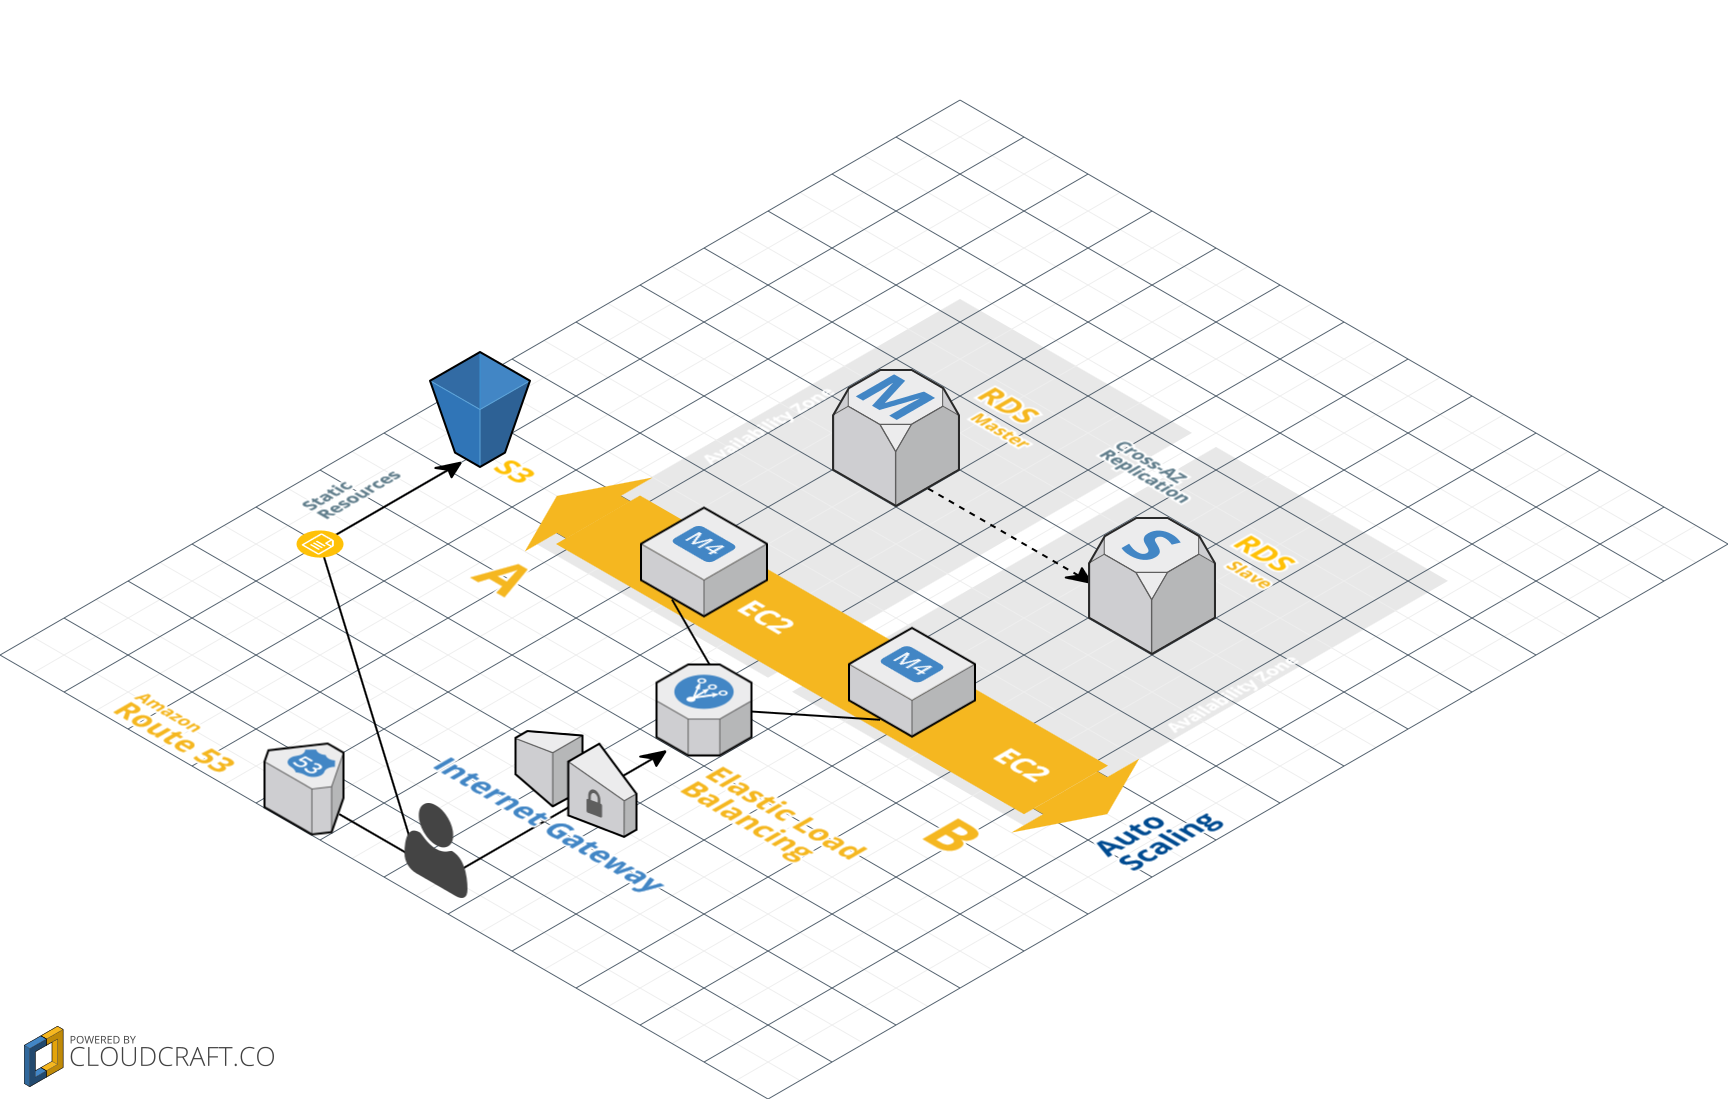 Availability Zone
M
RDS
Master
Cross-AZ
Replication
S3
Static
Resources
M4
S
RDS
Slave
A
EC2
M4
Availability Zone
Amazon
Route 53
53
Internet Gateway
Elastic Load
Balancing
EC2
B
Auto
Scaling
POWERED BY
CLOUDCRAFT.CO